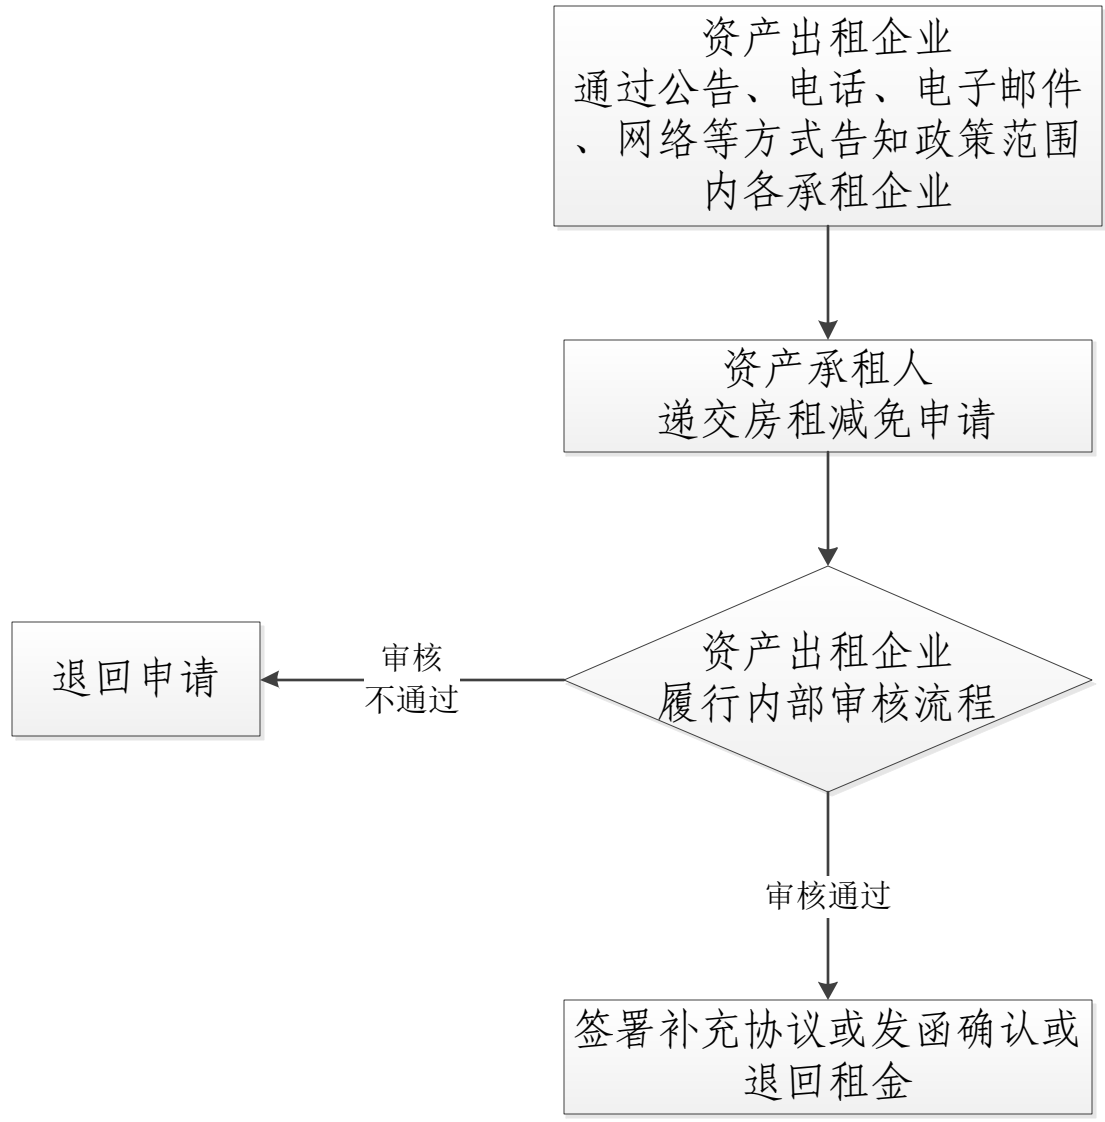 资产出租企业
通过公告、电话、电子邮件
、网络等方式告知政策范围
内各承租企业
资产承租人
递交房租减免申请
资产出租企业
履行内部审核流程
审核
不通过
退回申请
审核通过
签署补充协议或发函确认或
退回租金